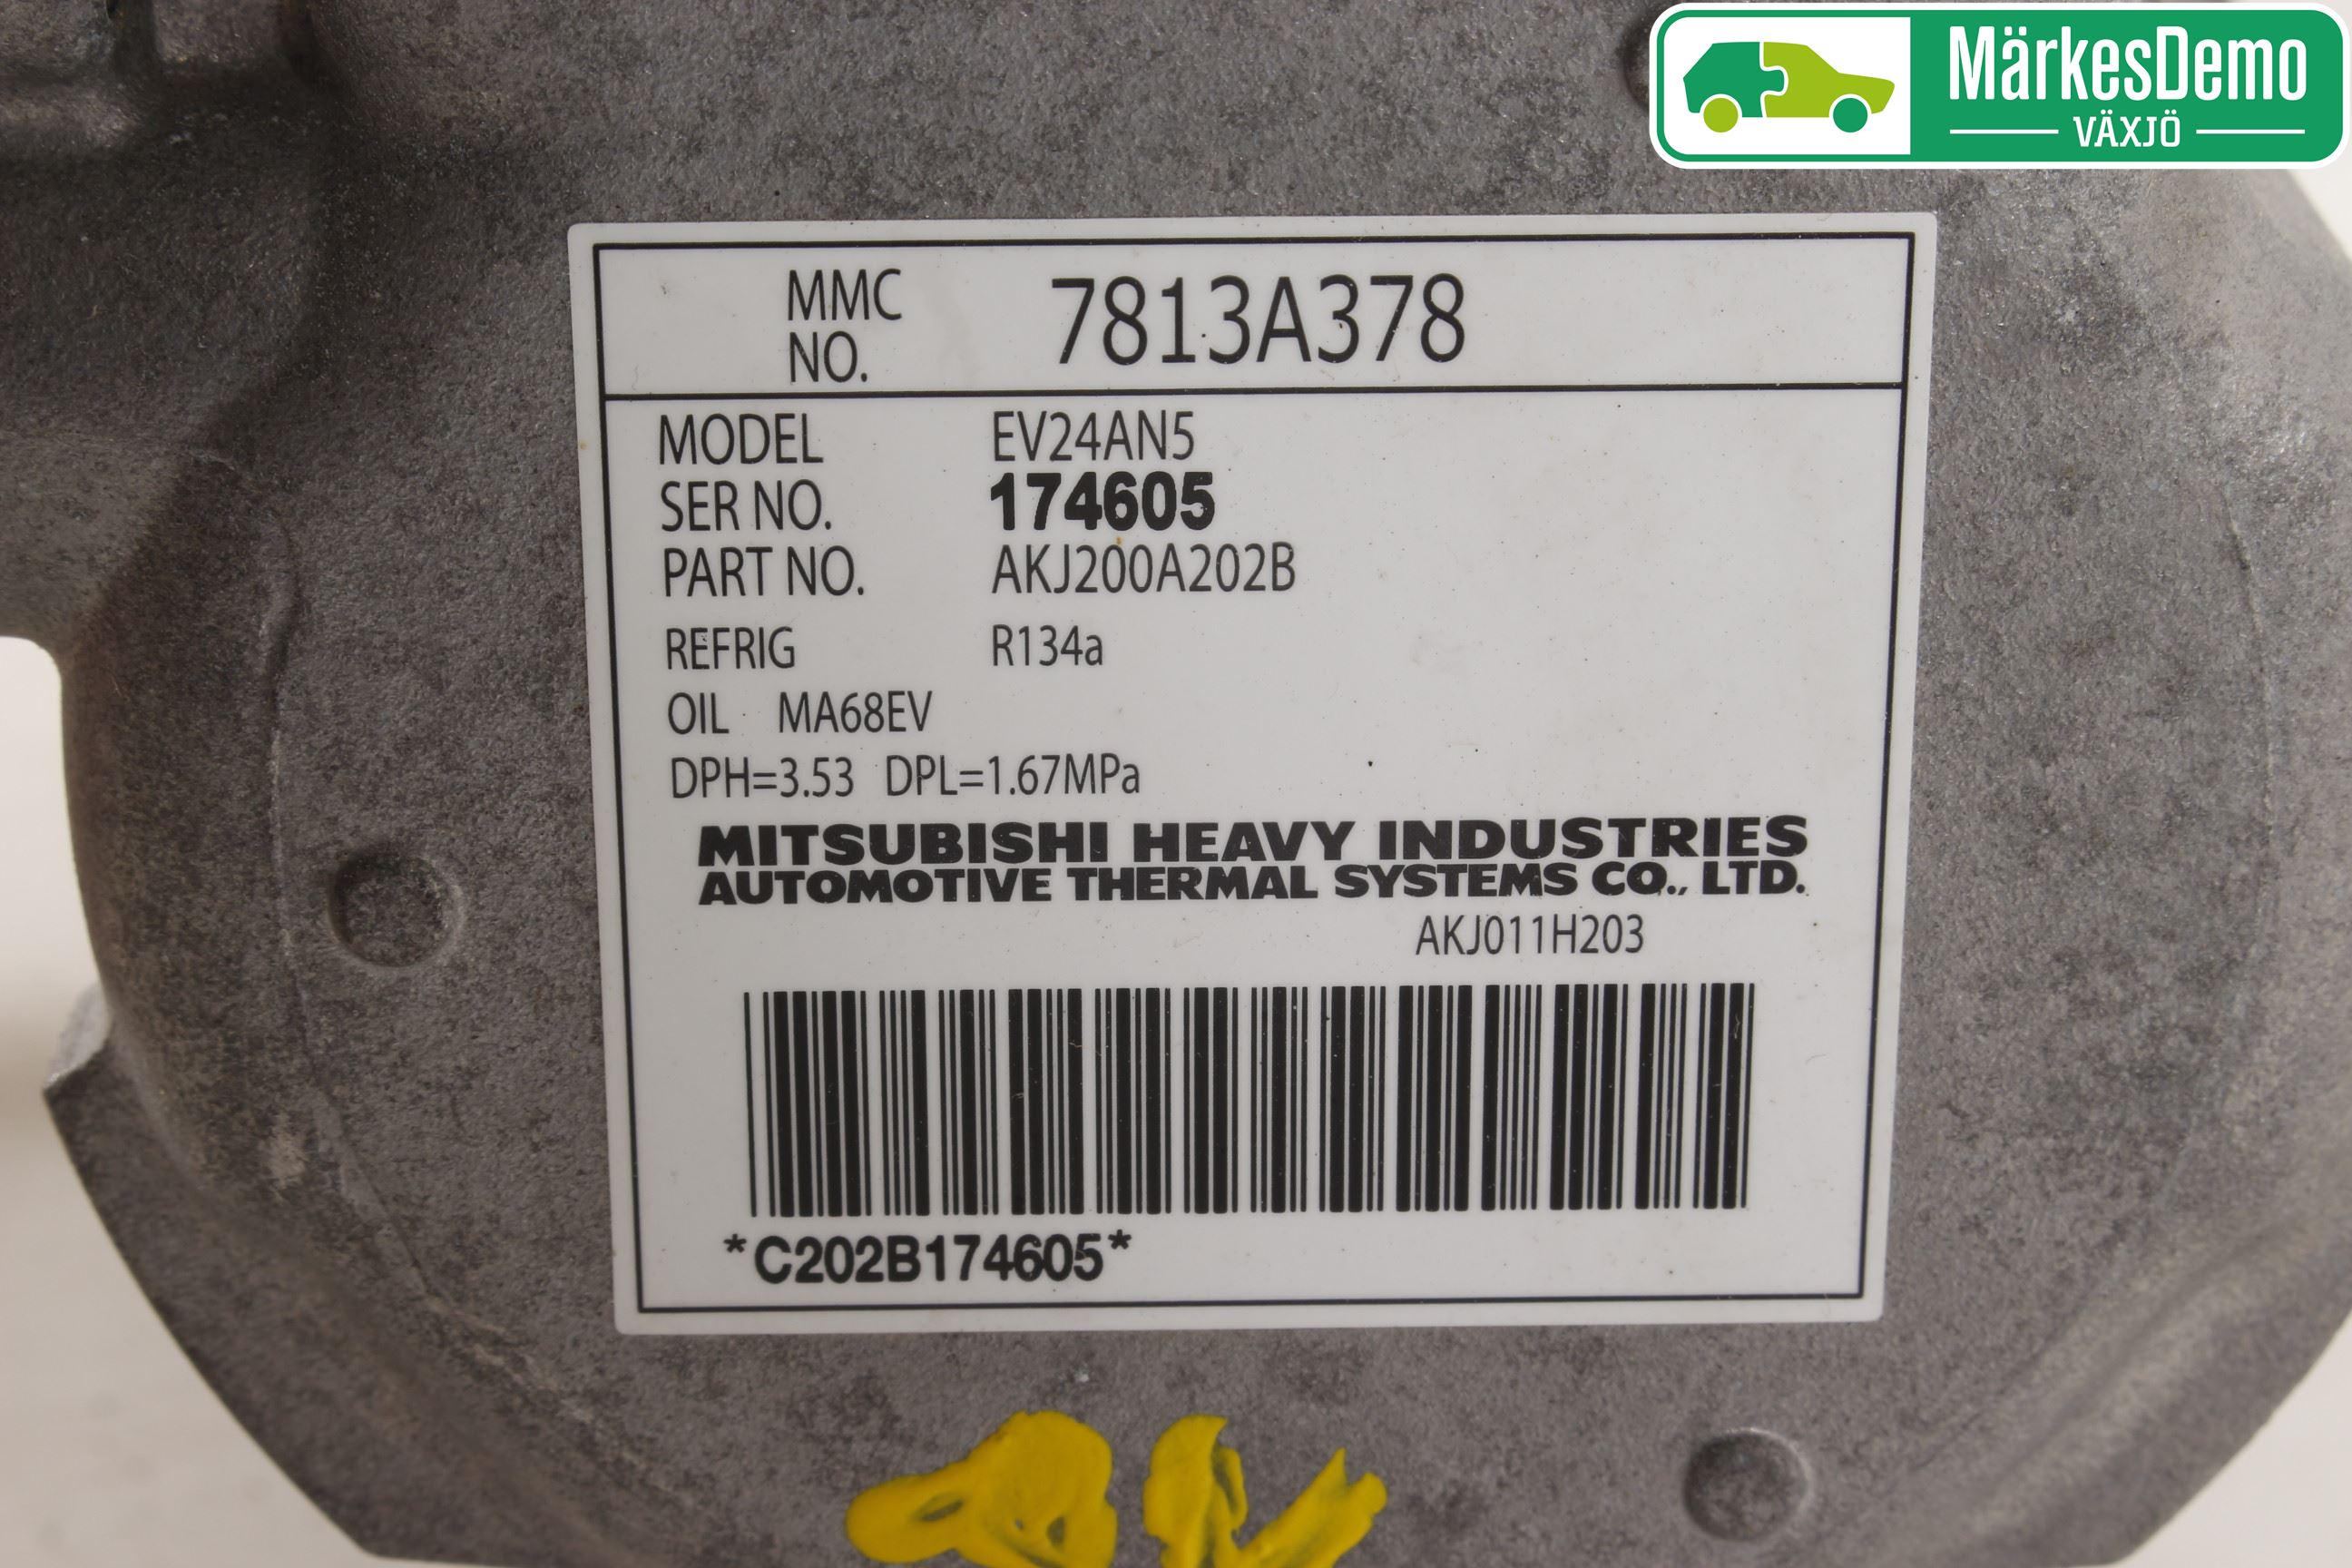 MärkesDemo
VÄXJÖ
MMC NO. 7813A378
MODEL EV24AN5
SER NO. 174605
PART NO. AKJ200A202B
REFRIG R134a
OIL MA68EV
DPH=3.53 DPL=1.67MPa
MITSUBISHI HEAVY INDUSTRIES
AUTOMOTIVE THERMAL SYSTEMS CO., LTD.
AKJ011H203
*C202B174605*